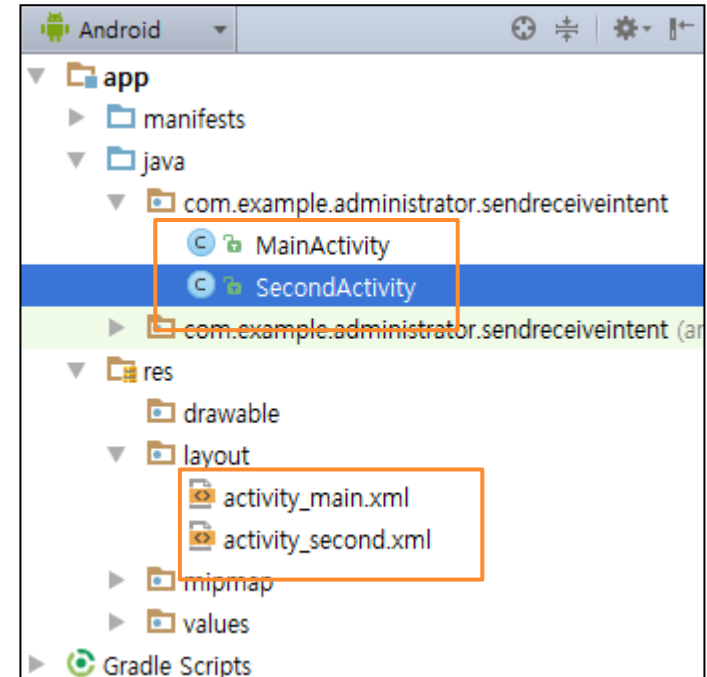 Android
app
manifests
java
com.example.administrator.sendreceiveintent
MainActivity
SecondActivity
com.example.administrator.sendreceiveintent (ar
res
drawable
layout
activity_main.xml
activity_second.xml
mipmap
values
Gradle Scripts